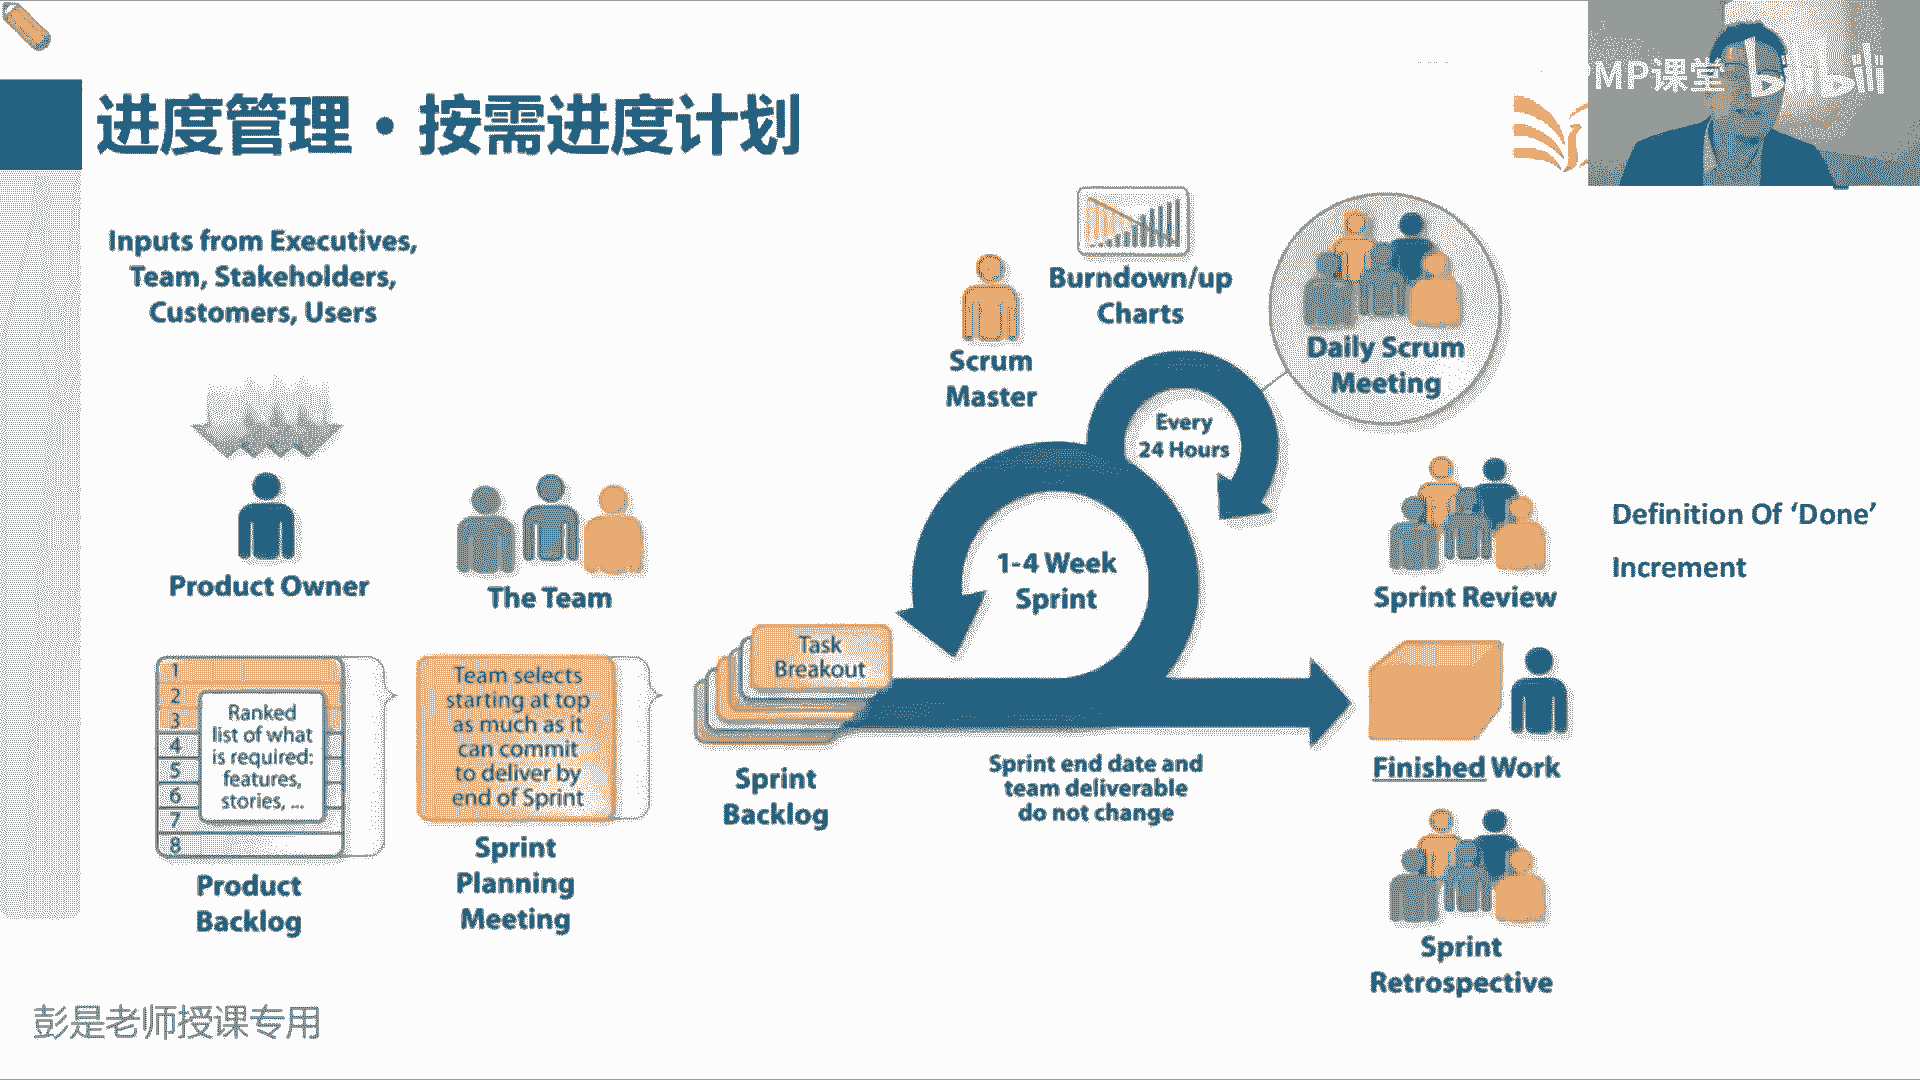 MP课堂 bilibili
进度管理·按需进度计划
Inputs from Executives,
Team, Stakeholders,
Customers, Users
Product Owner
The Team
1
2
3
4
5
6
7
8
Ranked
list of what
is required:
features,
stories, ...
Product
Backlog
Team selects
starting at top
as much as it
can commit
to deliver by
end of Sprint
Sprint
Planning
Meeting
Task
Breakout
Sprint
Backlog
Scrum
Master
Burndown/up
Charts
Every
24 Hours
1-4 Week
Sprint
Sprint end date and
team deliverable
do not change
Daily Scrum
Meeting
Sprint Review
Finished Work
Sprint
Retrospective
Definition Of ‘Done’
Increment
彭是老师授课专用